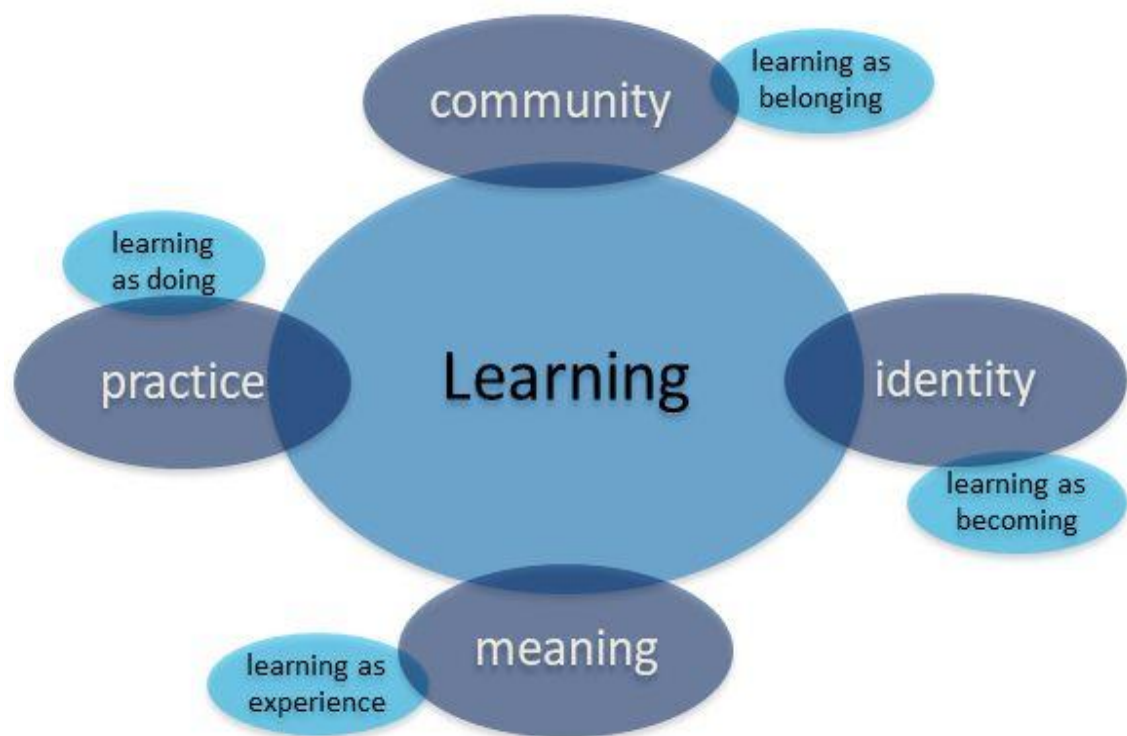 community
learning as
belonging
learning
as doing
practice
Learning
identity
learning as
becoming
meaning
learning as
experience